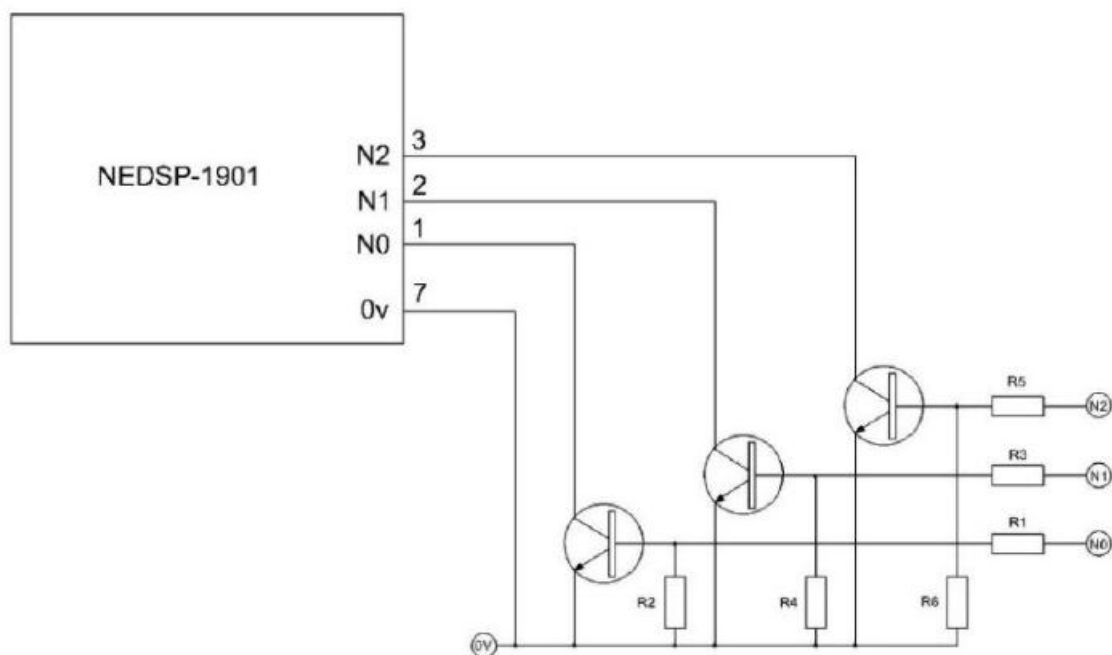 N2 3
NEDSP-1901
N1 2
N0 1
0v 7
R5 N2
R3 N1
R1 N0
R2 R4 R6
0V